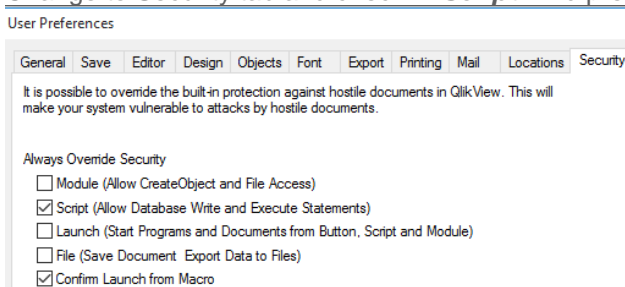 User Preferences
General Save Editor Design Objects Font Export Printing Mail Locations Security
It is possible to override the built-in protection against hostile documents in QlikView. This will
make your system vulnerable to attacks by hostile documents.
Always Override Security
Module (Allow CreateObject and File Access)
Script (Allow Database Write and Execute Statements)
Launch (Start Programs and Documents from Button, Script and Module)
File (Save Document Export Data to Files)
Confirm Launch from Macro